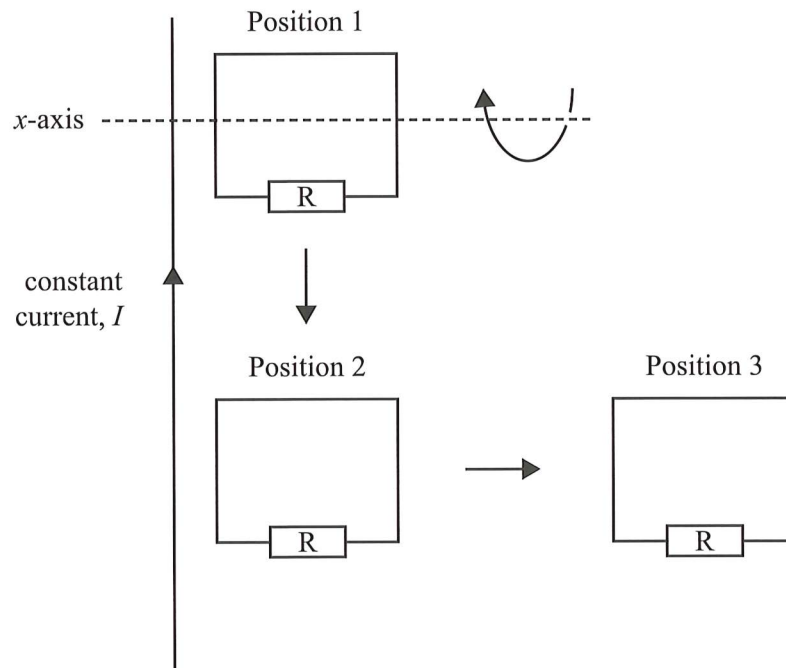 Position 1
x-axis
R
constant
current, I
Position 2
Position 3
R
R